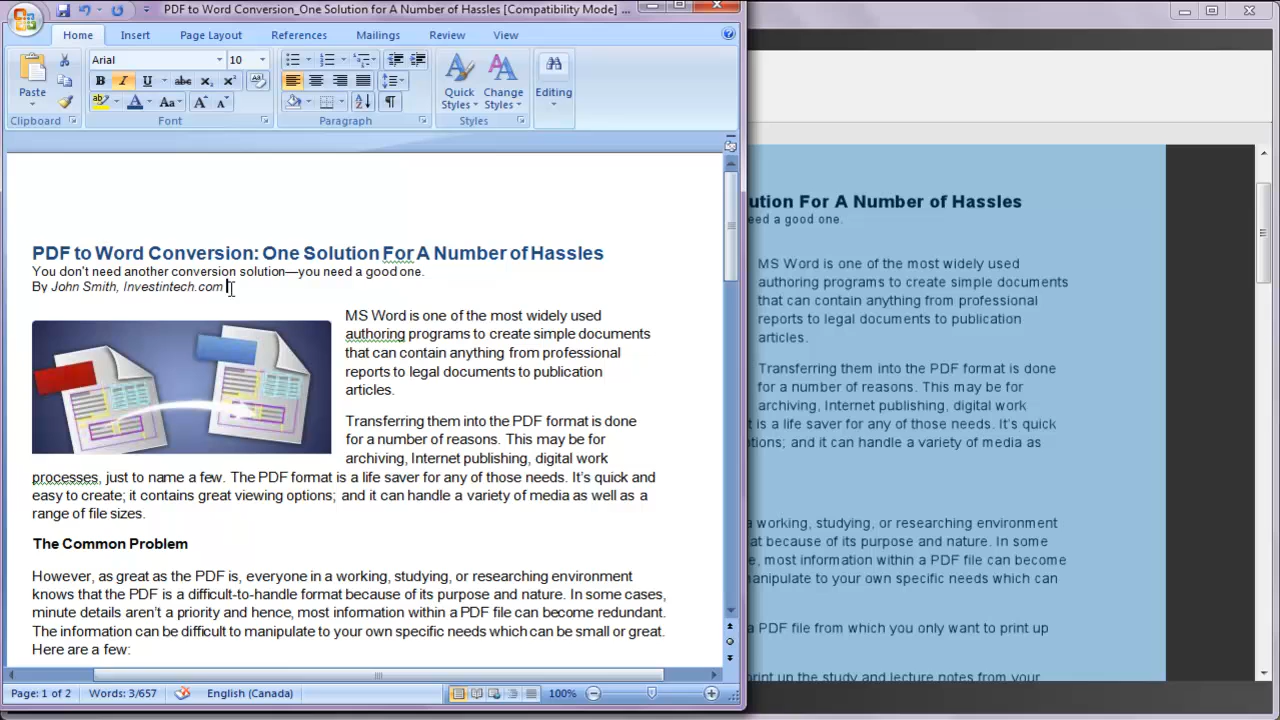 PDF to Word Conversion_One Solution for A Number of Hassles [Compatibility Mode] ...
Home Insert Page Layout References Mailings Review View
Paste
Clipboard
Arial 10
B I U abc x₂ x²
ab A Aa A A
Font
Paragraph
Quick Styles
Change Styles
Styles
Editing
PDF to Word Conversion: One Solution For A Number of Hassles
You don't need another conversion solution—you need a good one.
By John Smith, Investintech.com
MS Word is one of the most widely used
authoring programs to create simple documents
that can contain anything from professional
reports to legal documents to publication
articles.
Transferring them into the PDF format is done
for a number of reasons. This may be for
archiving, Internet publishing, digital work
processes, just to name a few. The PDF format is a life saver for any of those needs. It's quick and
easy to create; it contains great viewing options; and it can handle a variety of media as well as a
range of file sizes.
The Common Problem
However, as great as the PDF is, everyone in a working, studying, or researching environment
knows that the PDF is a difficult-to-handle format because of its purpose and nature. In some cases,
minute details aren't a priority and hence, most information within a PDF file can become redundant.
The information can be difficult to manipulate to your own specific needs which can be small or great.
Here are a few:
Page: 1 of 2 Words: 3/657 English (Canada) 100%
ution For A Number of Hassles
eed a good one.
MS Word is one of the most widely used
authoring programs to create simple documents
that can contain anything from professional
reports to legal documents to publication
articles.
Transferring them into the PDF format is done
for a number of reasons. This may be for
archiving, Internet publishing, digital work
t is a life saver for any of those needs. It's quick
otions; and it can handle a variety of media as
a working, studying, or researching environment
at because of its purpose and nature. In some
e, most information within a PDF file can become
nanipulate to your own specific needs which can
a PDF file from which you only want to print up
print up the study and lecture notes from your